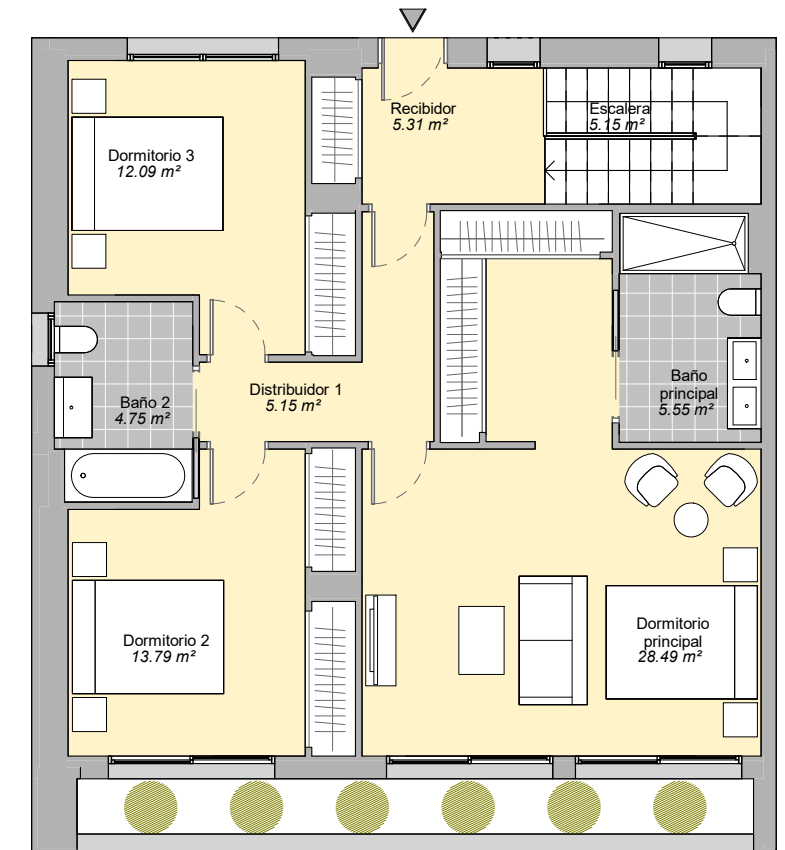 Recibidor
5.31 m²
Escalera
5.15 m²
Dormitorio 3
12.09 m²
Distribuidor 1
5.15 m²
Baño 2
4.75 m²
Baño
principal
5.55 m²
Dormitorio 2
13.79 m²
Dormitorio
principal
28.49 m²